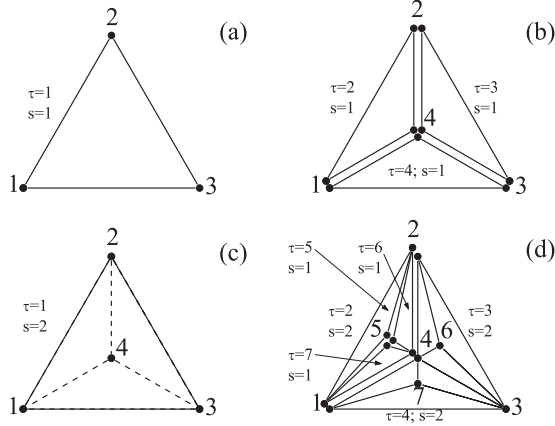 2
(a)
τ=1
s=1
1
3
2
(b)
τ=2
s=1
τ=3
s=1
4
τ=4; s=1
1
3
2
(c)
τ=1
s=2
4
1
3
2
(d)
τ=5
s=1
τ=6
s=1
τ=2
s=2
τ=3
s=2
5
4
6
τ=7
s=1
7
1
3
τ=4; s=2